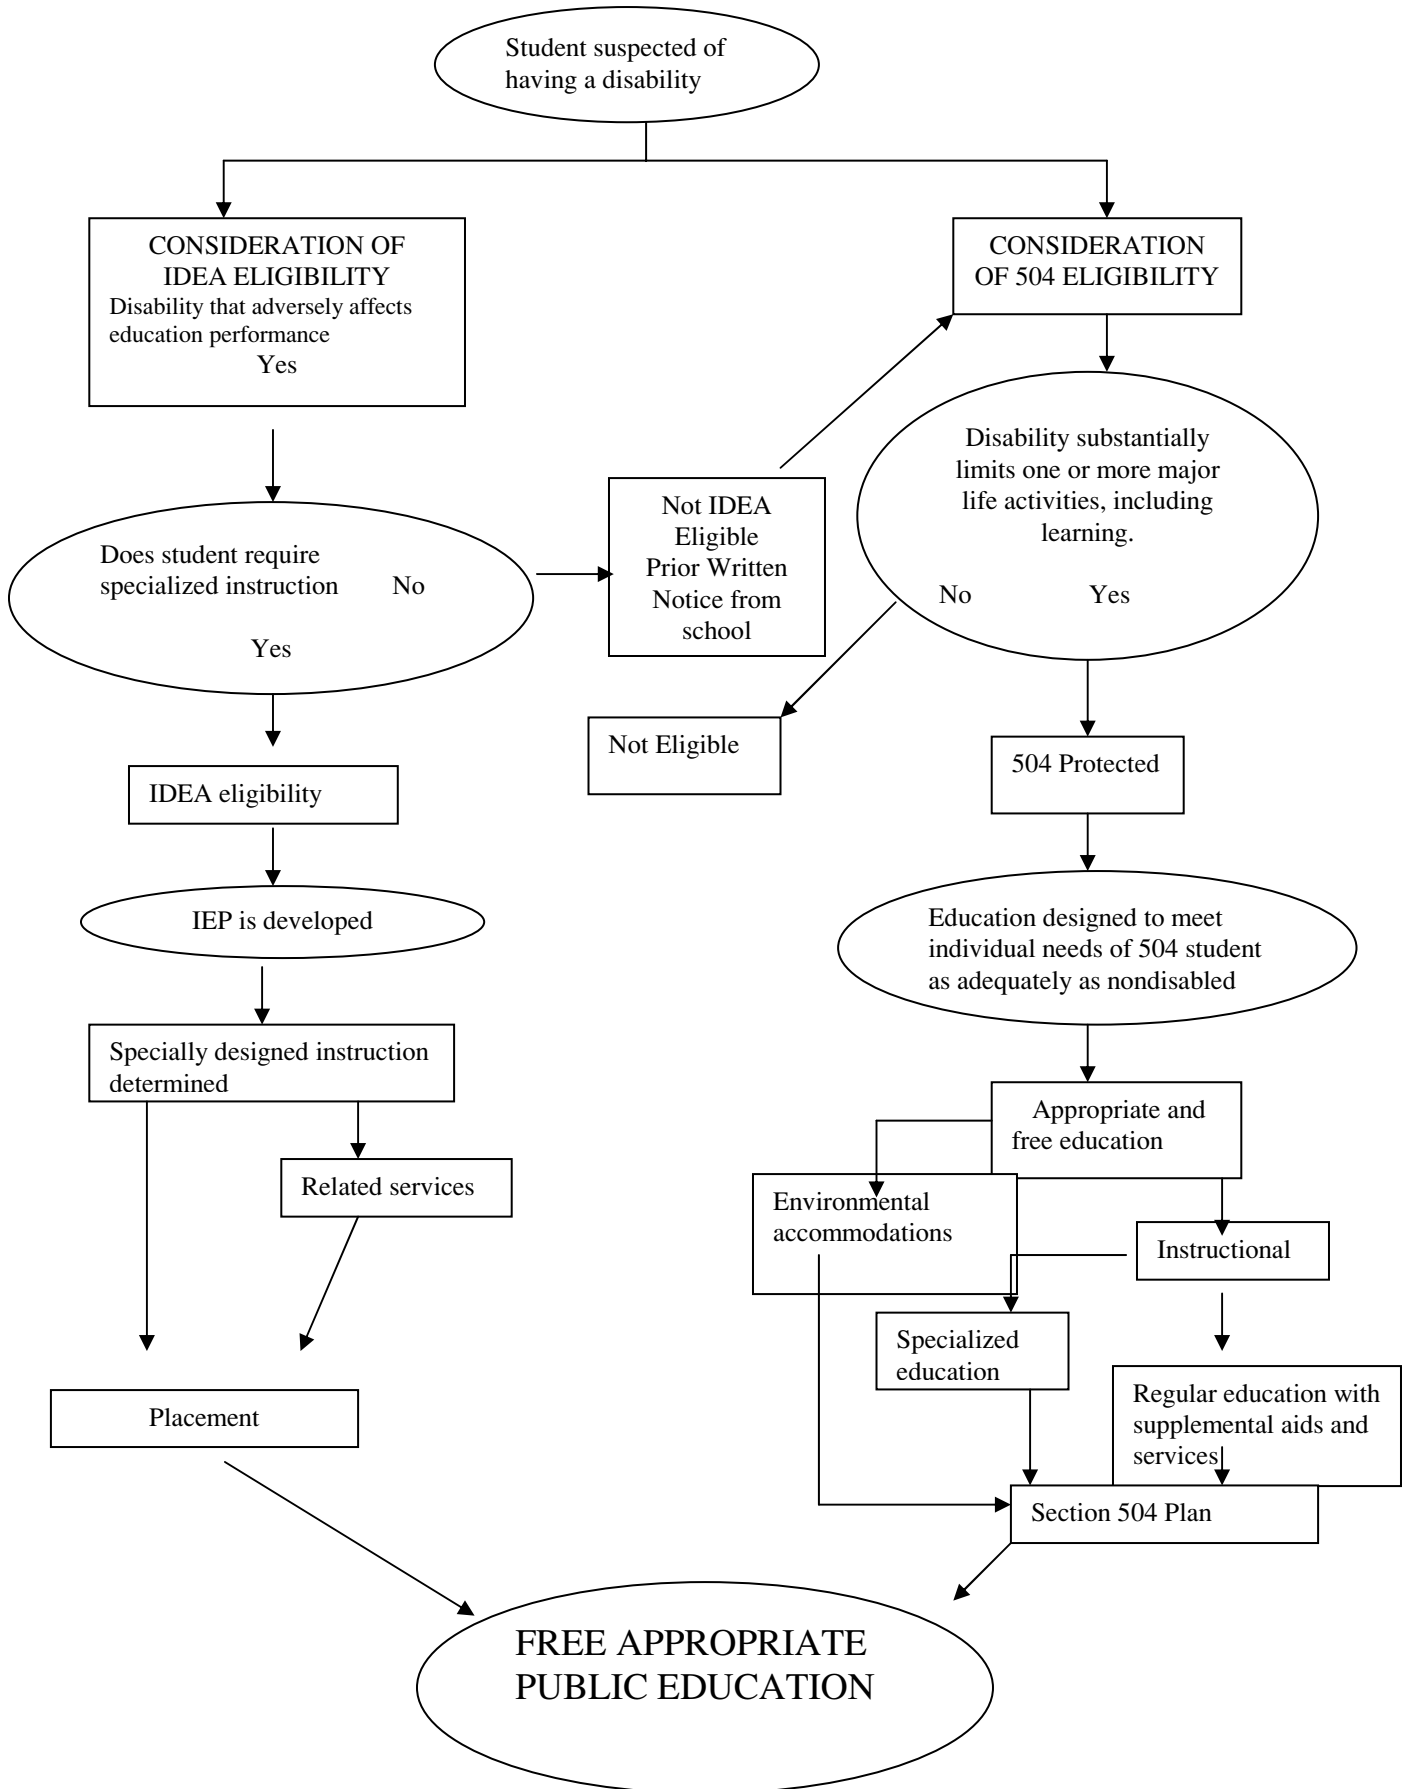 Student suspected of
having a disability
CONSIDERATION OF
IDEA ELIGIBILITY
Disability that adversely affects
education performance
Yes
CONSIDERATION
OF 504 ELIGIBILITY
Disability substantially
limits one or more major
life activities, including
learning.
No Yes
Not IDEA
Eligible
Prior Written
Notice from
school
Does student require
specialized instruction No
Yes
Not Eligible
504 Protected
IDEA eligibility
IEP is developed
Education designed to meet
individual needs of 504 student
as adequately as nondisabled
Specially designed instruction
determined
Appropriate and
free education
Related services
Environmental
accommodations
Instructional
Specialized
education
Regular education with
supplemental aids and
services
Placement
Section 504 Plan
FREE APPROPRIATE
PUBLIC EDUCATION